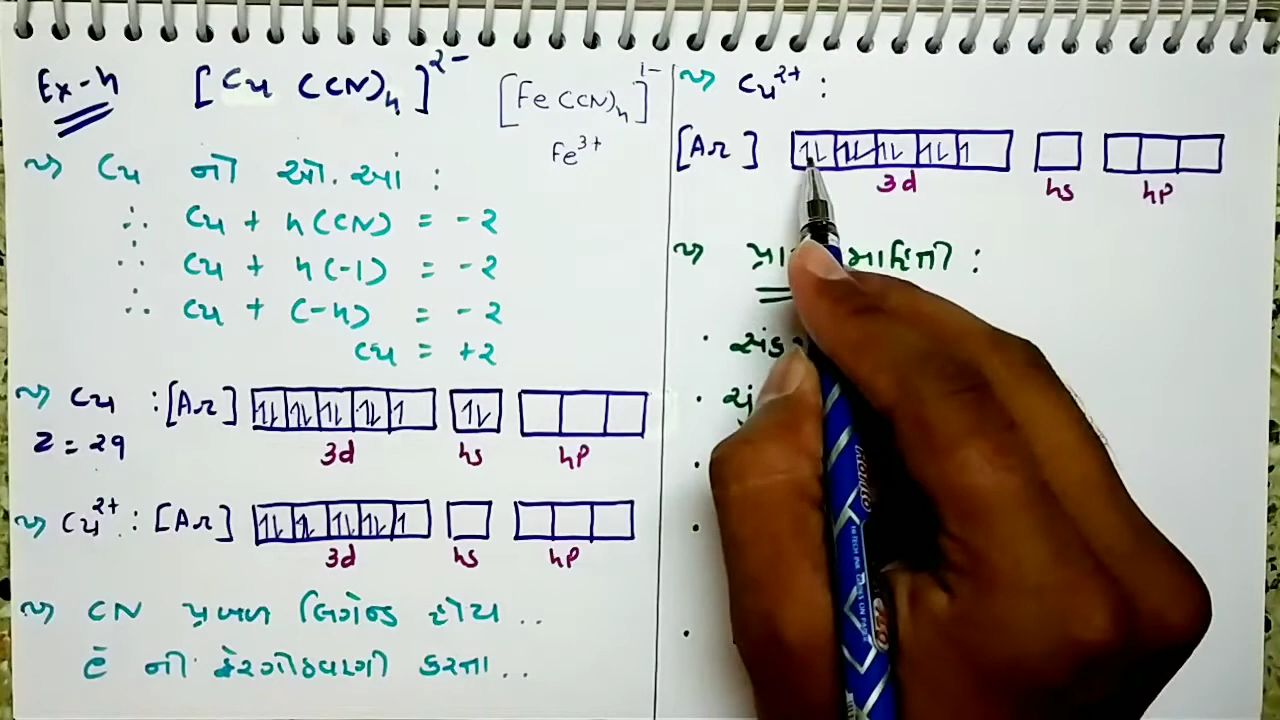 Ex-4 [Cu (CN)₄]²⁻ [Fe (CN)₄]¹⁻
Fe³⁺
~> Cu નો ઓ. આં :
∴ Cu + 4(CN) = -2
∴ Cu + 4(-1) = -2
∴ Cu + (-4) = -2
Cu = +2
~> Cu : [Ar] 1L 1L 1L 1L 1 1L
Z = 29 3d 4s 4p
~> Cu²⁺ : [Ar] 1L 1L 1L 1L 1
3d 4s 4p
~> CN પ્રબળ લિગેન્ડ હોય ..
ē ની ફેરગોઠવણી કરતા ..
~> Cu²⁺ :
[Ar] 1L 1L 1L 1L 1
3d 4s 4p
~> માહિતી :